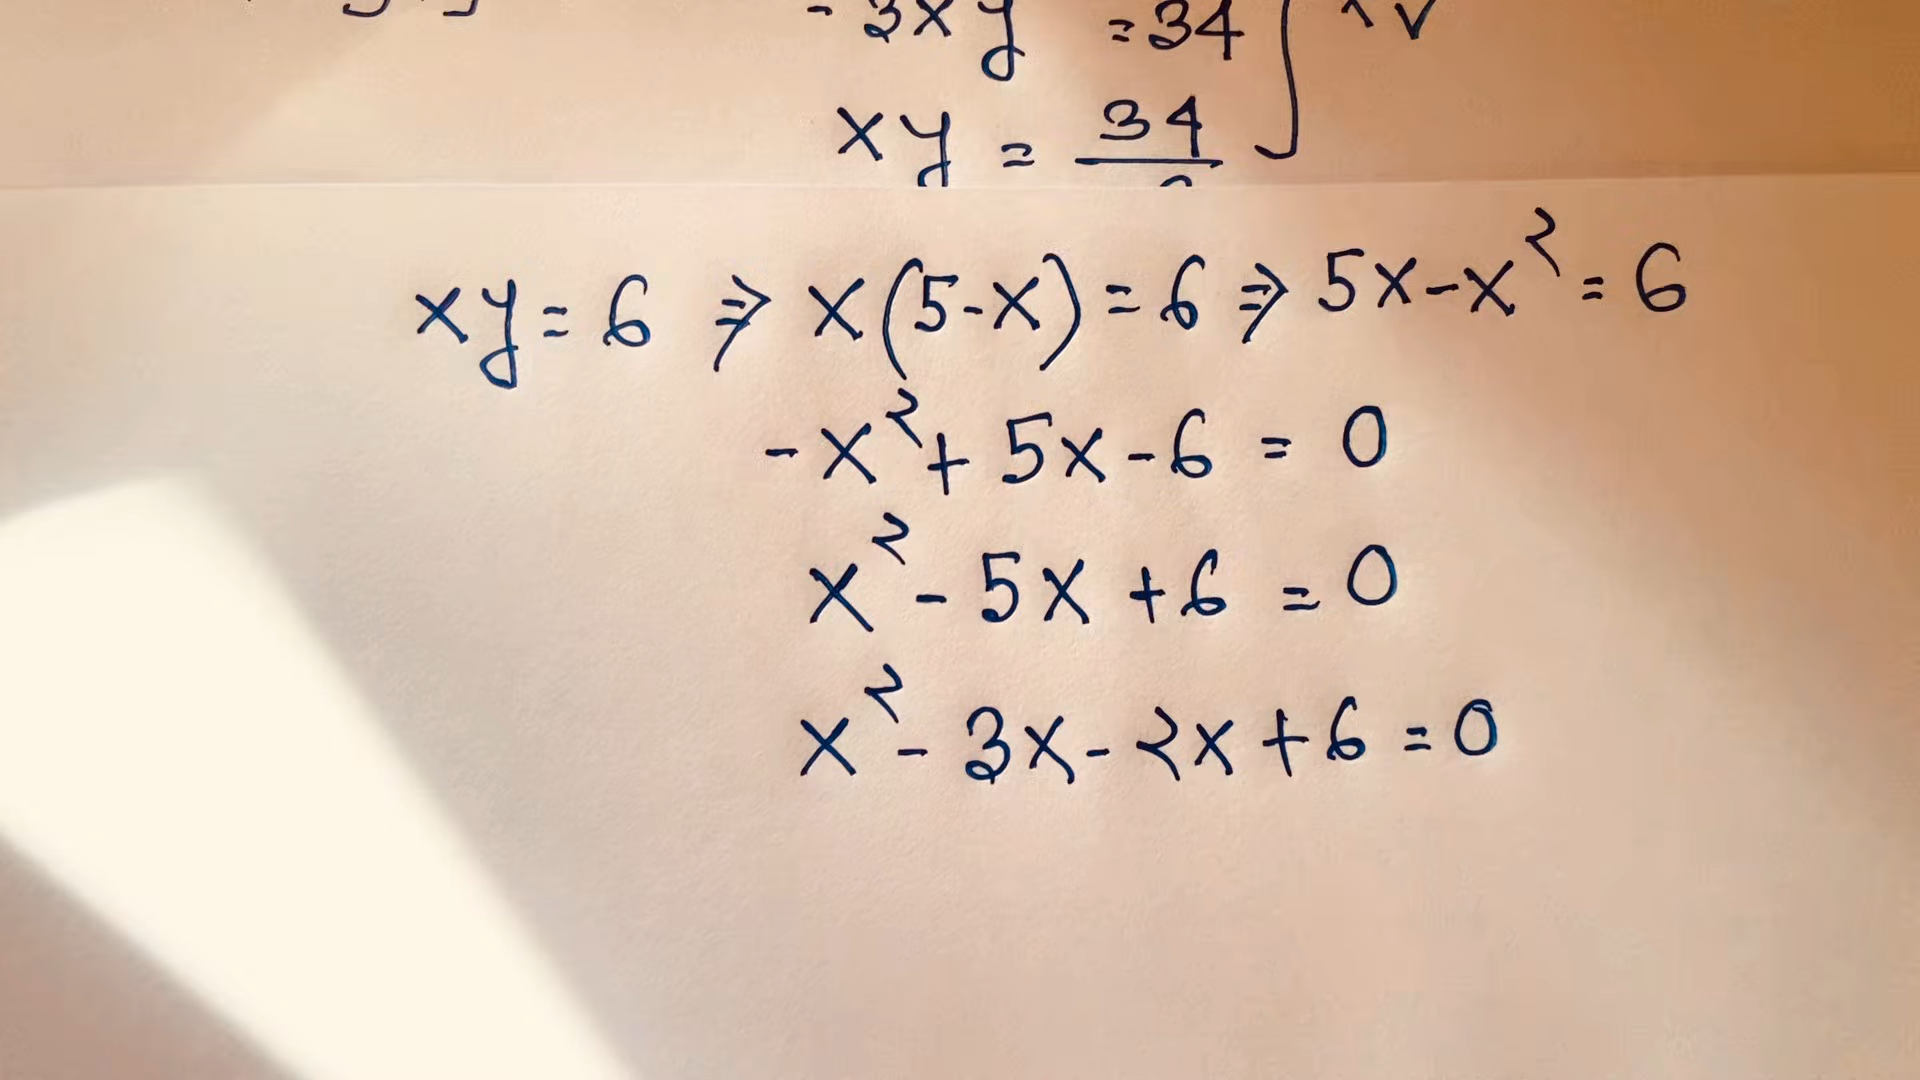 - 3xy = 34
xy = 34
xy = 6 ⇒ x(5-x) = 6 ⇒ 5x - x² = 6
-x² + 5x - 6 = 0
x² - 5x + 6 = 0
x² - 3x - 2x + 6 = 0